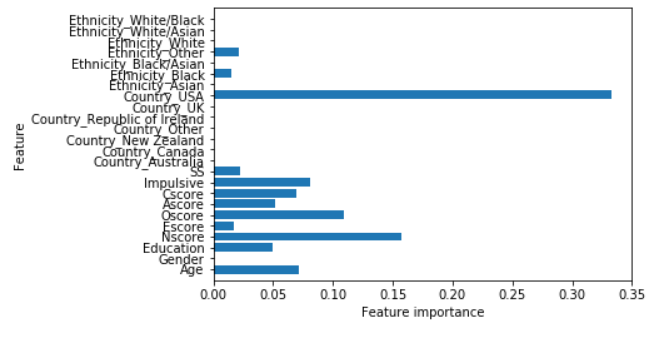 Ethnicity_White/Black
Ethnicity_White/Asian
Ethnicity_White
Ethnicity_Other
Ethnicity_Black/Asian
Ethnicity_Black
Ethnicity_Asian
Country_USA
Country_UK
Country_Republic of Ireland
Country_Other
Country_New Zealand
Country_Canada
Country_Australia
SS
Impulsive
Cscore
Ascore
Oscore
Escore
Nscore
Education
Gender
Age
Feature
0.00 0.05 0.10 0.15 0.20 0.25 0.30 0.35
Feature importance